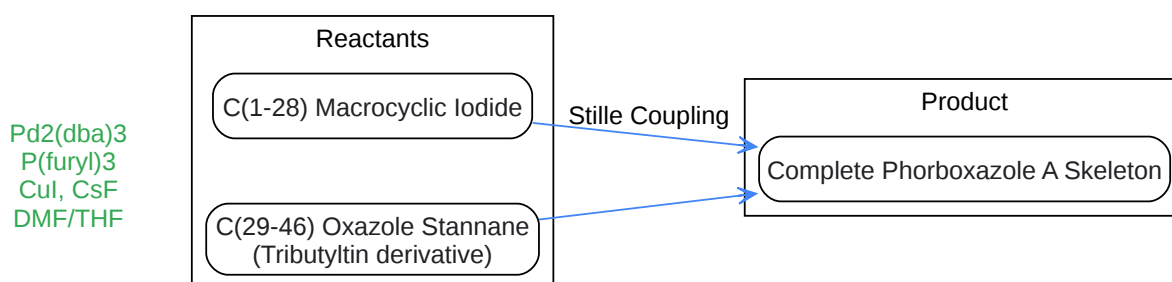 Reactants
C(1-28) Macrocyclic Iodide
Stille Coupling
Product
Pd2(dba)3
P(furyl)3
CuI, CsF
DMF/THF
Complete Phorboxazole A Skeleton
C(29-46) Oxazole Stannane
(Tributyltin derivative)